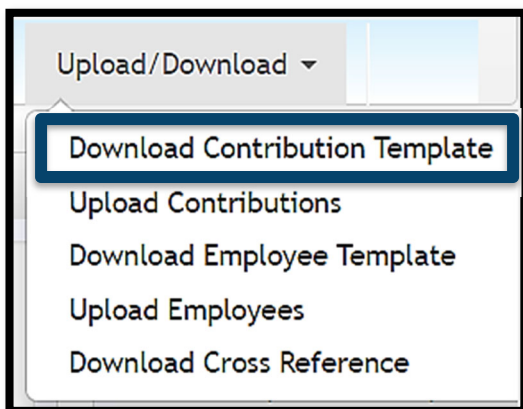 Upload/Download
Download Contribution Template
Upload Contributions
Download Employee Template
Upload Employees
Download Cross Reference